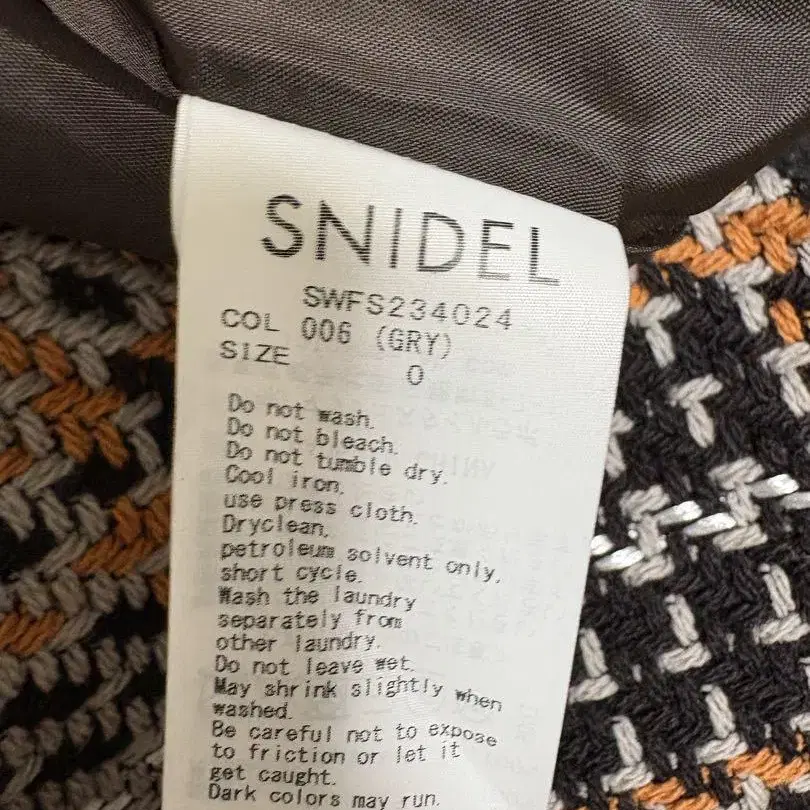 SNIDEL
SWFS234024
COL 006 (GRY)
SIZE 0
Do not wash.
Do not bleach.
Do not tumble dry.
Cool iron,
use press cloth.
Dryclean,
petroleum solvent only,
short cycle.
Wash the laundry
separately from
other laundry.
Do not leave wet.
May shrink slightly when
washed.
Be careful not to expose
to friction or let it
get caught.
Dark colors may run.